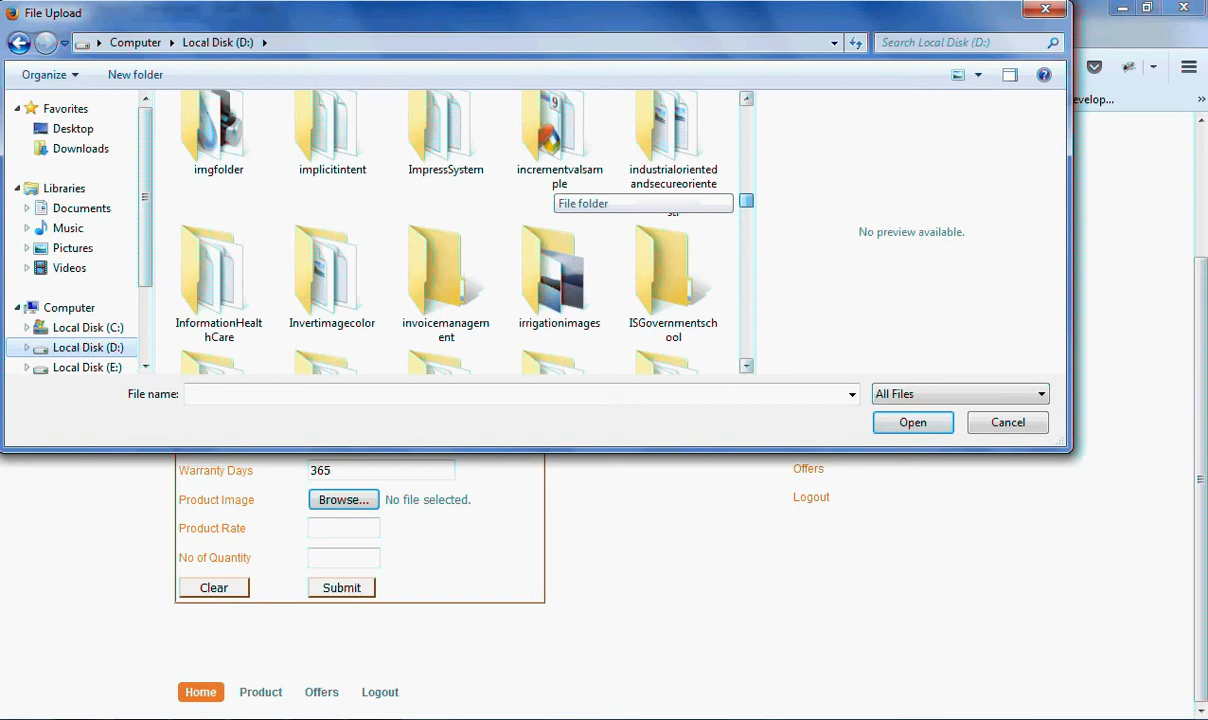 File Upload
Computer
Local Disk (D:)
Search Local Disk (D:)
Organize
New folder
evelop...
»
Favorites
Desktop
Downloads
Libraries
Documents
Music
Pictures
Videos
Computer
Local Disk (C:)
Local Disk (D:)
Local Disk (E:)
imgfolder
implicitintent
ImpressSystem
incrementvalsam
ple
industrialoriented
andsecureoriente
File folder
InformationHealt
hCare
Invertimagecolor
invoicemanagem
ent
irrigationimages
ISGovernmentsch
ool
No preview available.
File name:
All Files
Open
Cancel
Warranty Days
365
Product Image
Browse...
No file selected.
Product Rate
No of Quantity
Clear
Submit
Offers
Logout
Home
Product
Offers
Logout